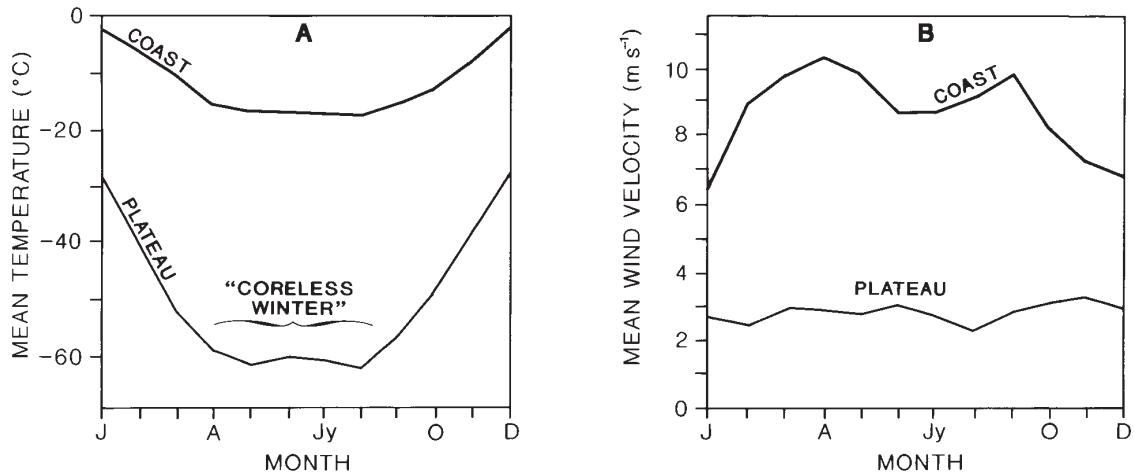 A
MEAN TEMPERATURE (°C)
0
-20
-40
-60
COAST
PLATEAU
“CORELESS
WINTER”
J
A
Jy
O
D
MONTH
B
MEAN WIND VELOCITY (m s⁻¹)
10
8
6
4
2
0
COAST
PLATEAU
J
A
Jy
O
D
MONTH